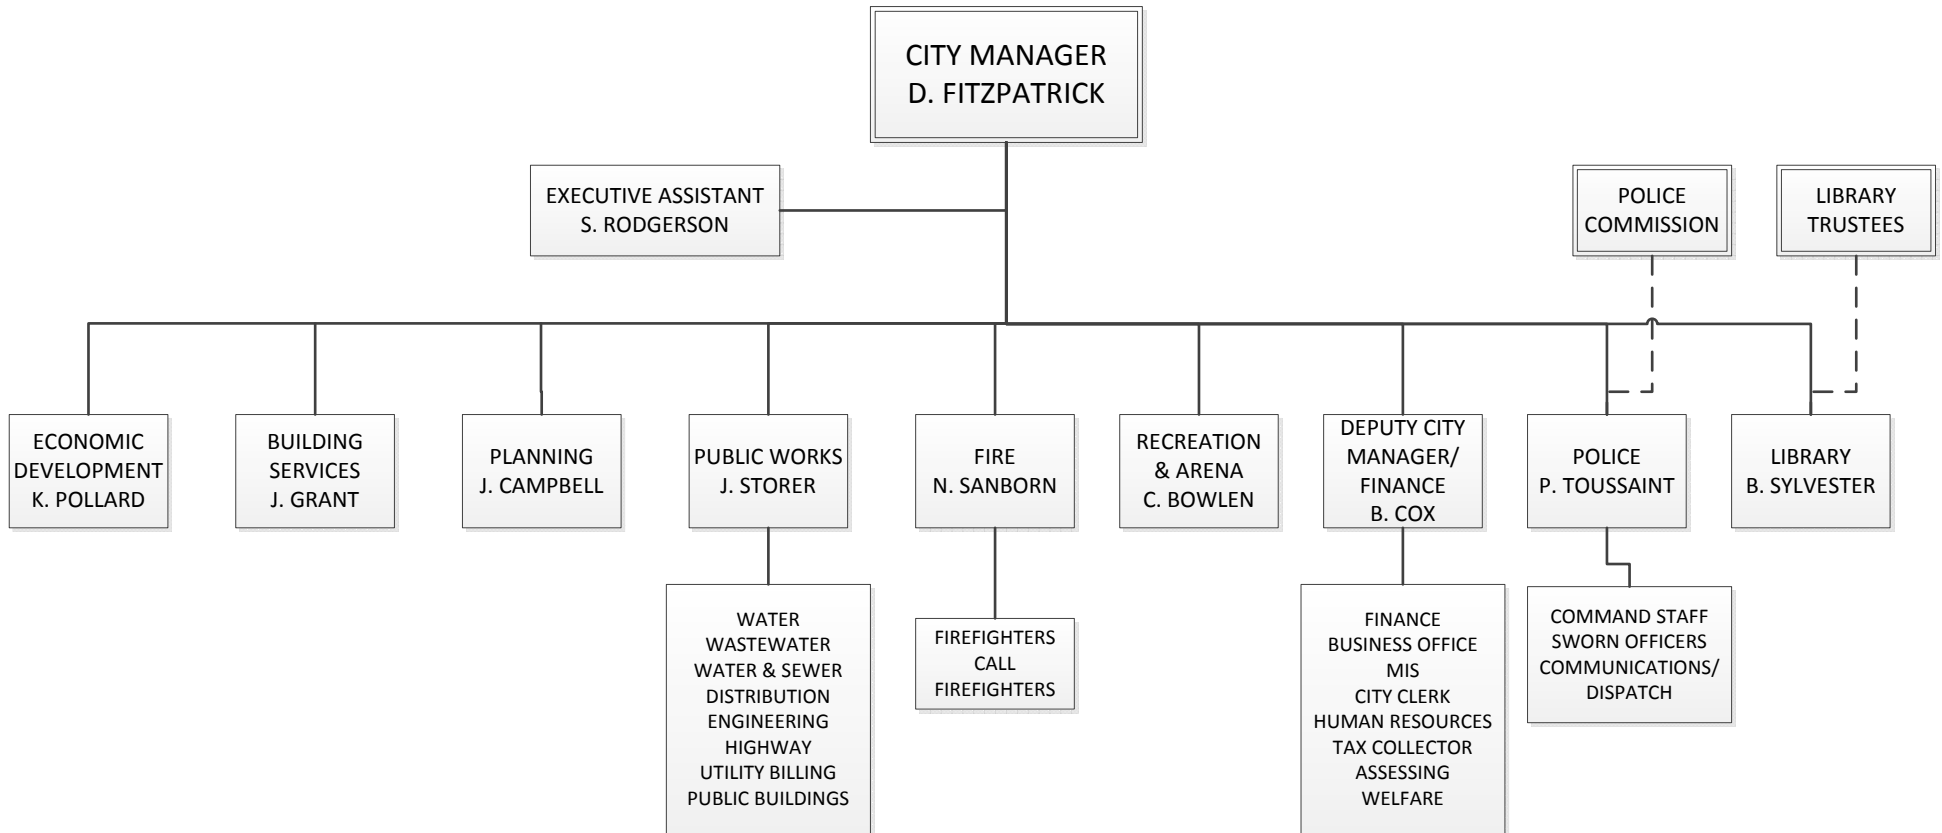 CITY MANAGER
D. FITZPATRICK
EXECUTIVE ASSISTANT
S. RODGERSON
POLICE
COMMISSION
LIBRARY
TRUSTEES
ECONOMIC
DEVELOPMENT
K. POLLARD
BUILDING
SERVICES
J. GRANT
PLANNING
J. CAMPBELL
PUBLIC WORKS
J. STORER
FIRE
N. SANBORN
RECREATION
& ARENA
C. BOWLEN
DEPUTY CITY
MANAGER/
FINANCE
B. COX
POLICE
P. TOUSSAINT
LIBRARY
B. SYLVESTER
WATER
WASTEWATER
WATER & SEWER
DISTRIBUTION
ENGINEERING
HIGHWAY
UTILITY BILLING
PUBLIC BUILDINGS
FIREFIGHTERS
CALL
FIREFIGHTERS
FINANCE
BUSINESS OFFICE
MIS
CITY CLERK
HUMAN RESOURCES
TAX COLLECTOR
ASSESSING
WELFARE
COMMAND STAFF
SWORN OFFICERS
COMMUNICATIONS/
DISPATCH